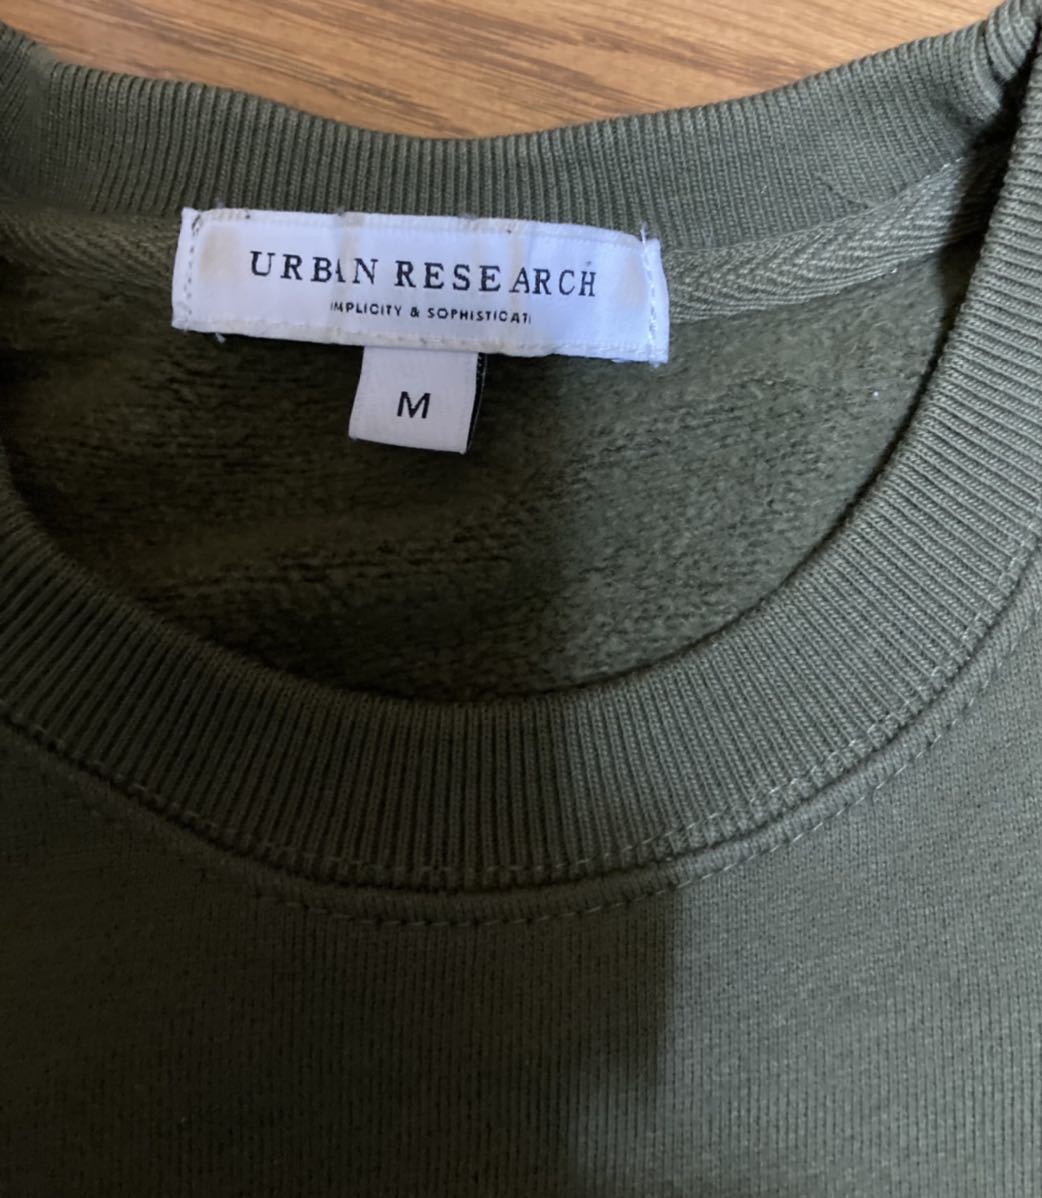 URBAN RESEARCH
IMPLICITY & SOPHISTICATI
M